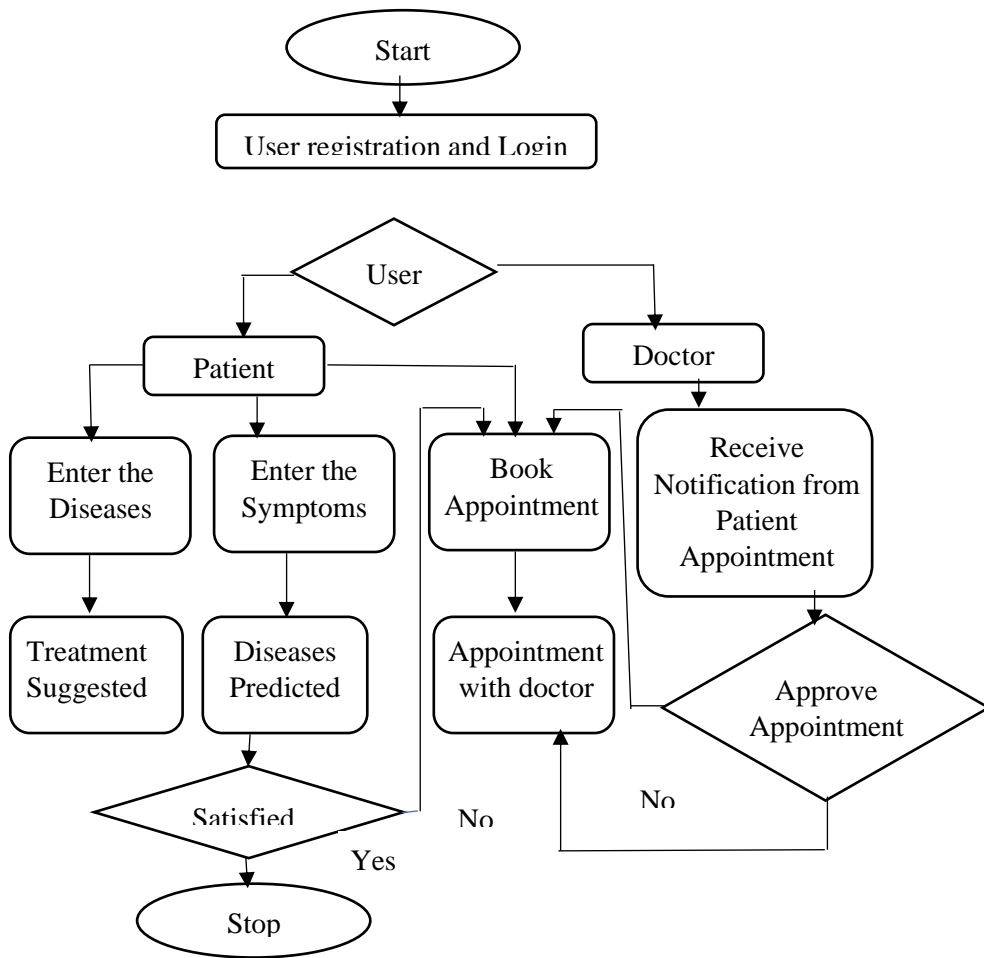 Start
User registration and Login
User
Patient
Doctor
Enter the
Diseases
Enter the
Symptoms
Book
Appointment
Receive
Notification from
Patient
Appointment
Treatment
Suggested
Diseases
Predicted
Appointment
with doctor
Approve
Appointment
Satisfied
No
No
Yes
Stop